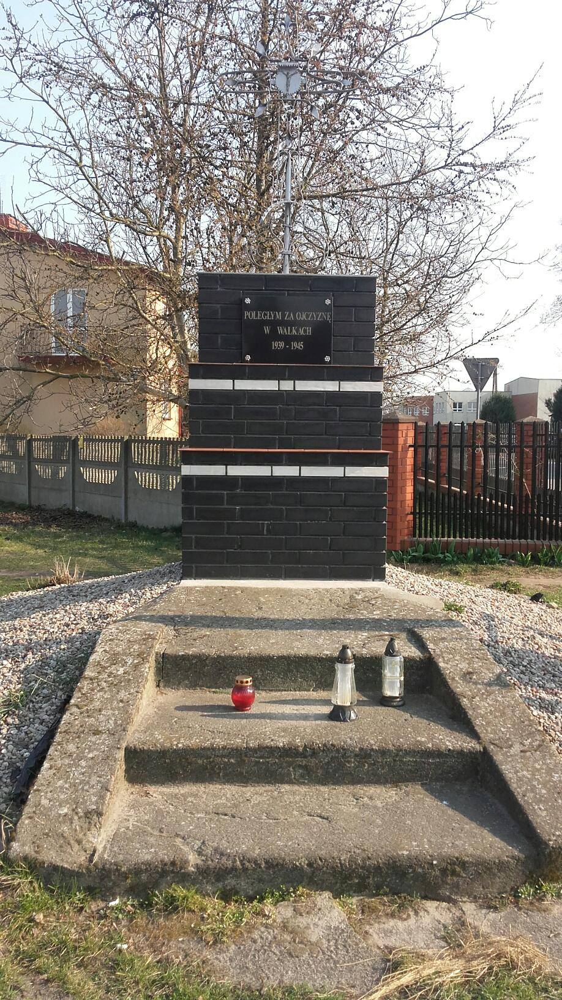 POLEGŁYM ZA OJCZYZNĘ
W WALKACH
1939 - 1945